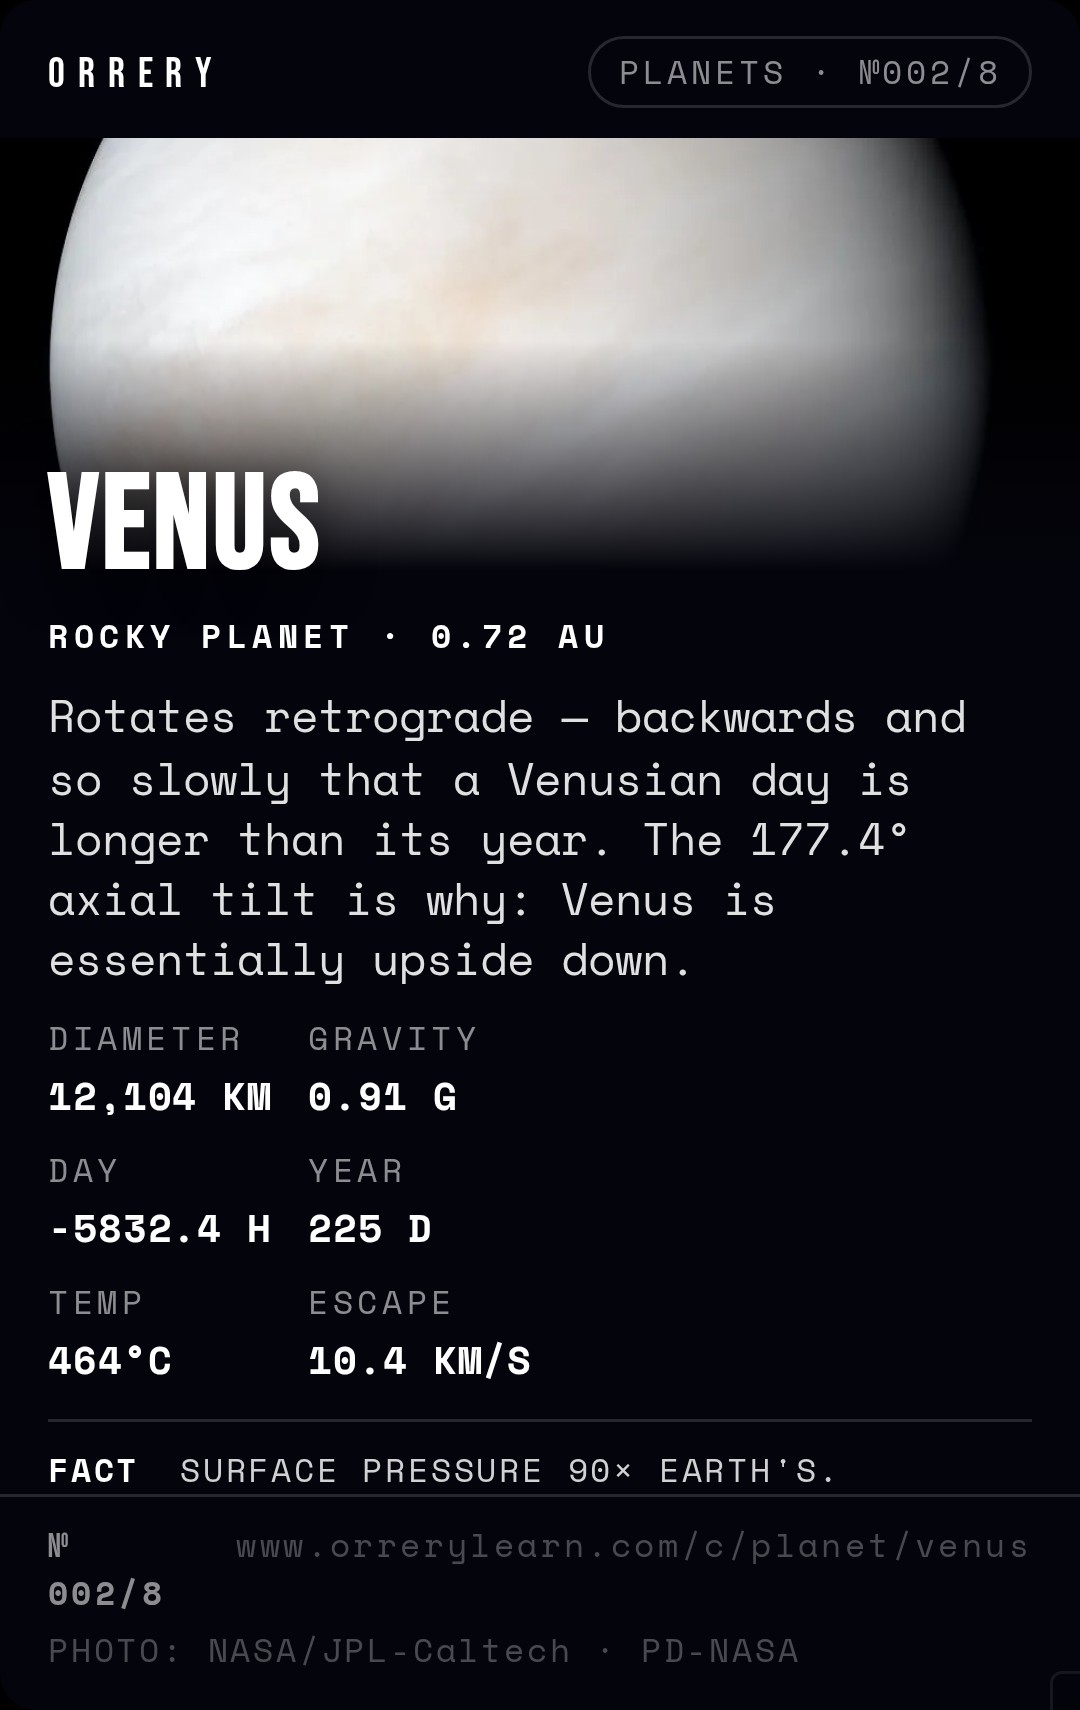 ORRERY
PLANETS · №002/8
VENUS
ROCKY PLANET · 0.72 AU
Rotates retrograde — backwards and
so slowly that a Venusian day is
longer than its year. The 177.4°
axial tilt is why: Venus is
essentially upside down.
DIAMETER GRAVITY
12,104 KM 0.91 G
DAY YEAR
-5832.4 H 225 D
TEMP ESCAPE
464°C 10.4 KM/S
FACT SURFACE PRESSURE 90× EARTH'S.
№ www.orrerylearn.com/c/planet/venus
002/8
PHOTO: NASA/JPL-Caltech · PD-NASA